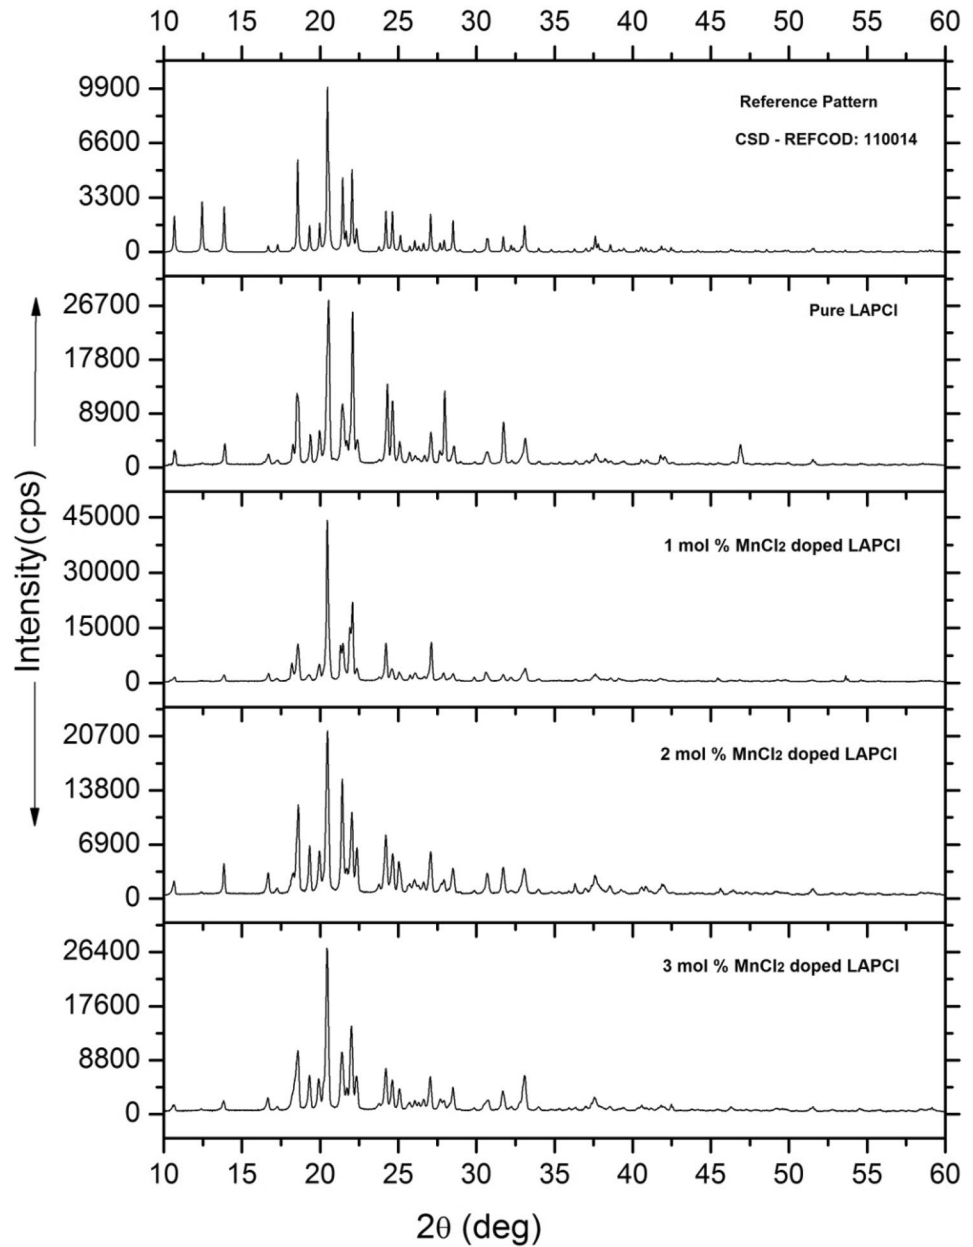 10 15 20 25 30 35 40 45 50 55 60
9900
Reference Pattern
CSD - REFCOD: 110014
6600
3300
0
26700
Pure LAPCl
17800
8900
0
Intensity(cps)
45000
1 mol % MnCl₂ doped LAPCl
30000
15000
0
20700
2 mol % MnCl₂ doped LAPCl
13800
6900
0
26400
3 mol % MnCl₂ doped LAPCl
17600
8800
0
10 15 20 25 30 35 40 45 50 55 60
2θ (deg)